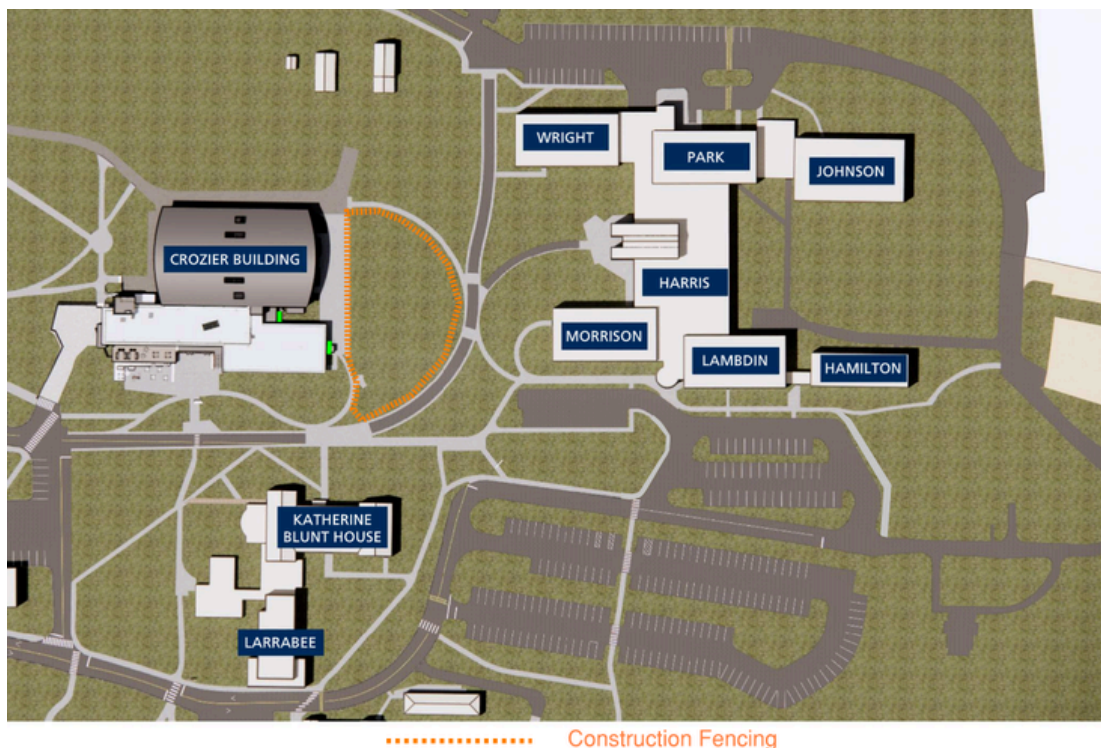 WRIGHT
PARK
JOHNSON
CROZIER BUILDING
HARRIS
MORRISON
LAMBDIN
HAMILTON
KATHERINE
BLUNT HOUSE
LARRABEE
Construction Fencing